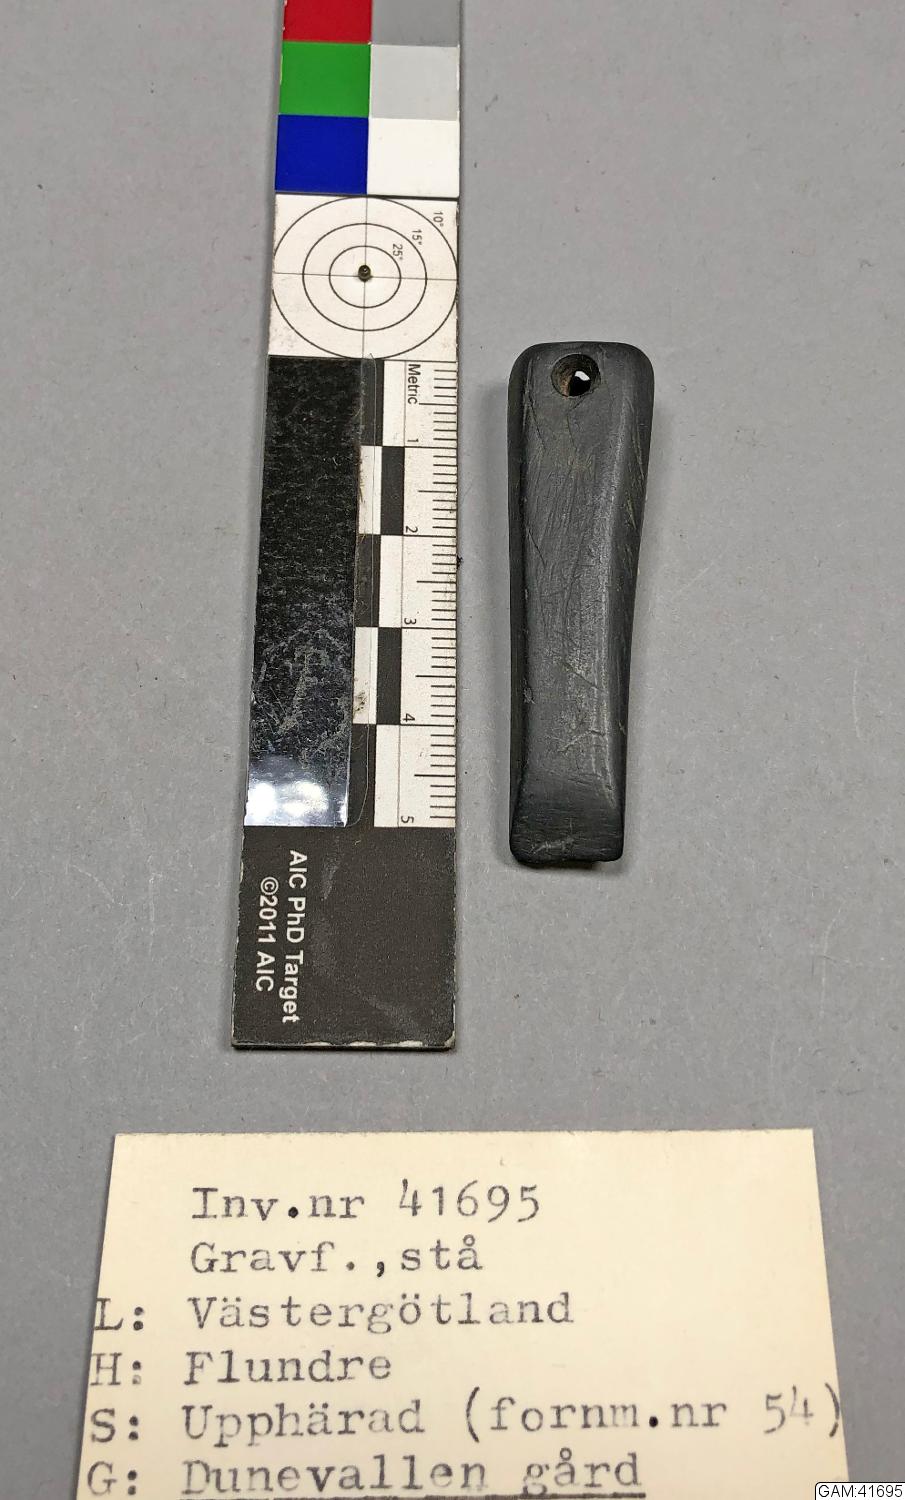 10°
15°
25°
Metric
1
2
3
4
5
AIC PhD Target
©2011 AIC
Inv.nr 41695
Gravf.,stå
L: Västergötland
H: Flundre
S: Upphärad (fornm.nr 54)
G: Dunevallen gård
GAM:41695